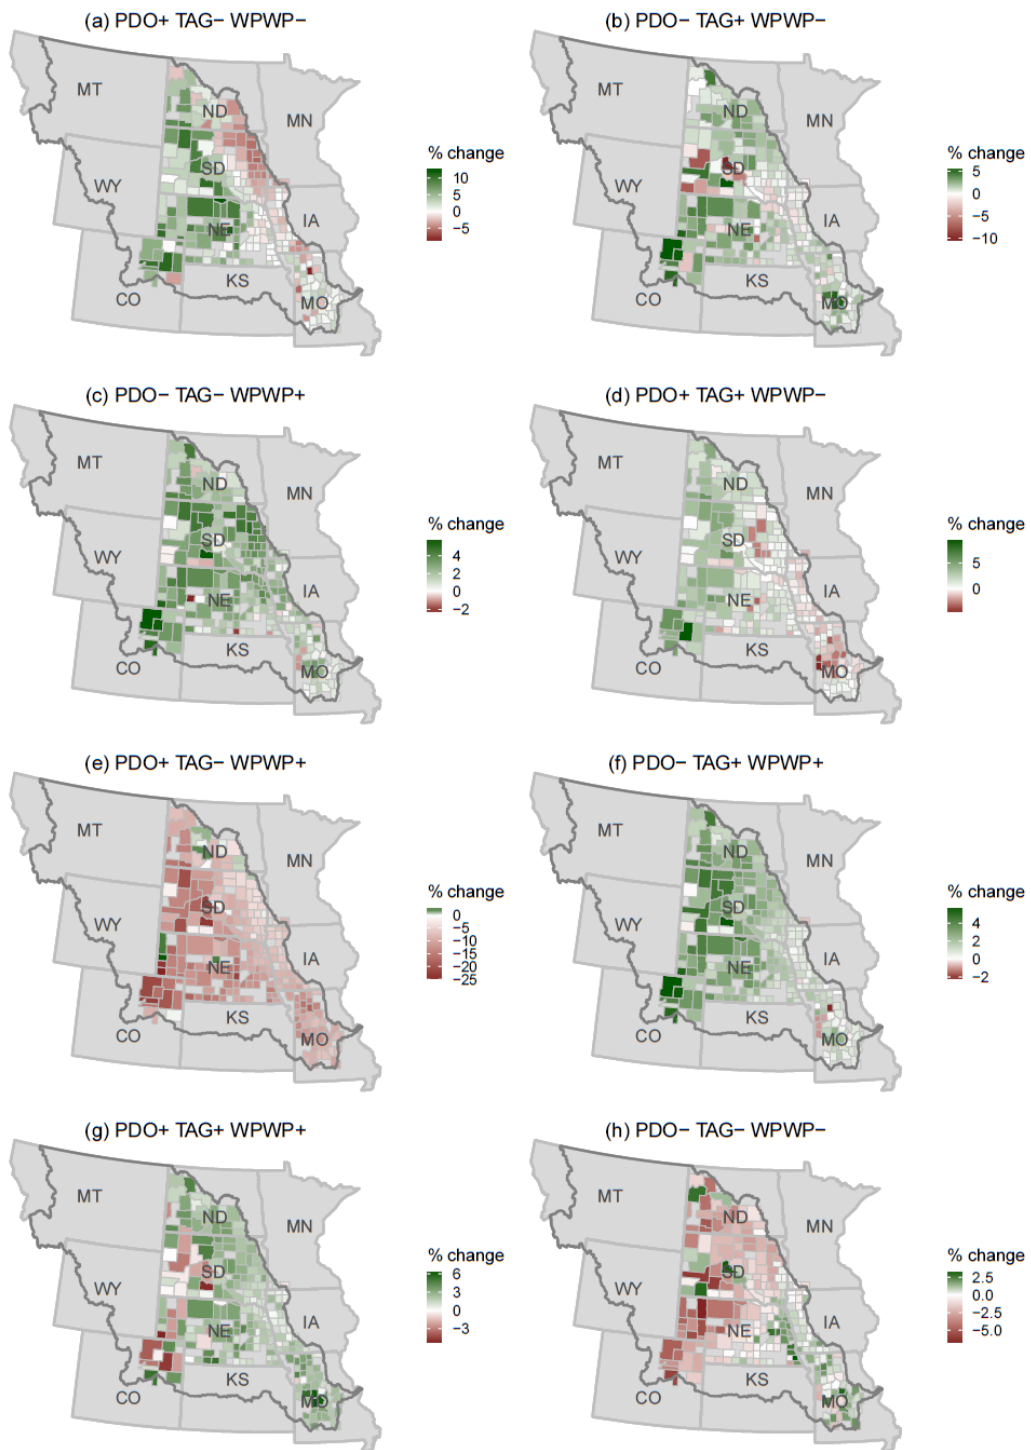 (a) PDO+ TAG− WPWP−
MT
ND
MN
WY
SD
IA
NE
CO
KS
MO
% change
10
5
0
−5
(b) PDO− TAG+ WPWP−
MT
ND
MN
WY
SD
IA
NE
CO
KS
MO
% change
5
0
−5
−10
(c) PDO− TAG− WPWP+
MT
ND
MN
WY
SD
IA
NE
CO
KS
MO
% change
4
2
0
−2
(d) PDO+ TAG+ WPWP−
MT
ND
MN
WY
SD
IA
NE
CO
KS
MO
% change
5
0
(e) PDO+ TAG− WPWP+
MT
ND
MN
WY
SD
IA
NE
CO
KS
MO
% change
0
−5
−10
−15
−20
−25
(f) PDO− TAG+ WPWP+
MT
ND
MN
WY
SD
IA
NE
CO
KS
MO
% change
4
2
0
−2
(g) PDO+ TAG+ WPWP+
MT
ND
MN
WY
SD
IA
NE
CO
KS
MO
% change
6
3
0
−3
(h) PDO− TAG− WPWP−
MT
ND
MN
WY
SD
IA
NE
CO
KS
MO
% change
2.5
0.0
−2.5
−5.0